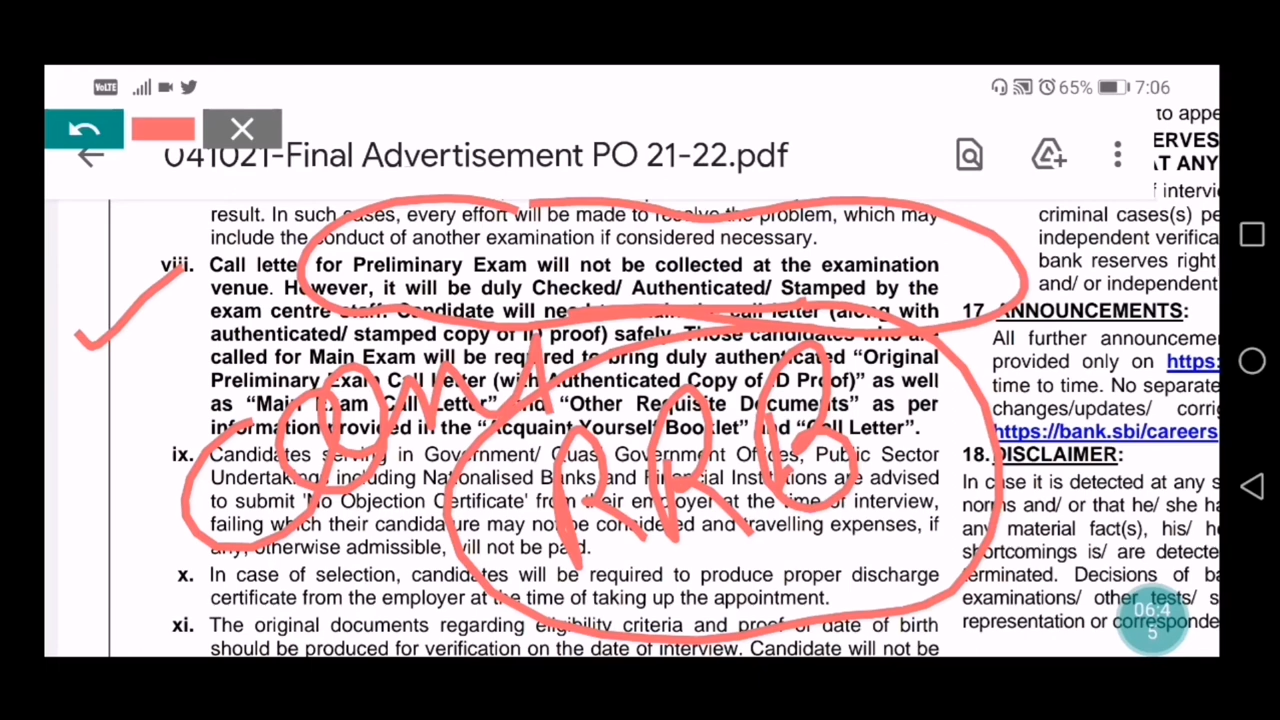 VoLTE 65% 7:06
041021-Final Advertisement PO 21-22.pdf
result. In such cases, every effort will be made to resolve the problem, which may
include the conduct of another examination if considered necessary.
viii. Call letter for Preliminary Exam will not be collected at the examination
venue. However, it will be duly Checked/ Authenticated/ Stamped by the
exam centre staff. Candidate will need to call letter (along with
authenticated/ stamped copy of ID proof) safely. Those candidates who are
called for Main Exam will be required to bring duly authenticated “Original
Preliminary Exam Call Letter (with Authenticated Copy of ID Proof)” as well
as “Main Exam Call Letter” and “Other Requisite Documents” as per
information provided in the “Acquaint Yourself Booklet” and “Call Letter”.
ix. Candidates serving in Government/ Quasi Government Offices, Public Sector
Undertakings including Nationalised Banks and Financial Institutions are advised
to submit 'No Objection Certificate' from their employer at the time of interview,
failing which their candidature may not be considered and travelling expenses, if
any, otherwise admissible, will not be paid.
x. In case of selection, candidates will be required to produce proper discharge
certificate from the employer at the time of taking up the appointment.
xi. The original documents regarding eligibility criteria and proof of date of birth
should be produced for verification on the date of interview. Candidate will not be
to appe
ERVES
AT ANY
f intervie
criminal cases(s) pe
independent verifica
bank reserves right
and/ or independent
17. ANNOUNCEMENTS:
All further announcemen
provided only on https:
time to time. No separate
changes/updates/ corrig
https://bank.sbi/careers
18. DISCLAIMER:
In case it is detected at any s
norms and/ or that he/ she ha
any material fact(s), his/ he
shortcomings is/ are detecte
terminated. Decisions of ba
examinations/ other tests/ s
representation or corresponde
Cent
RRB
06:4
5